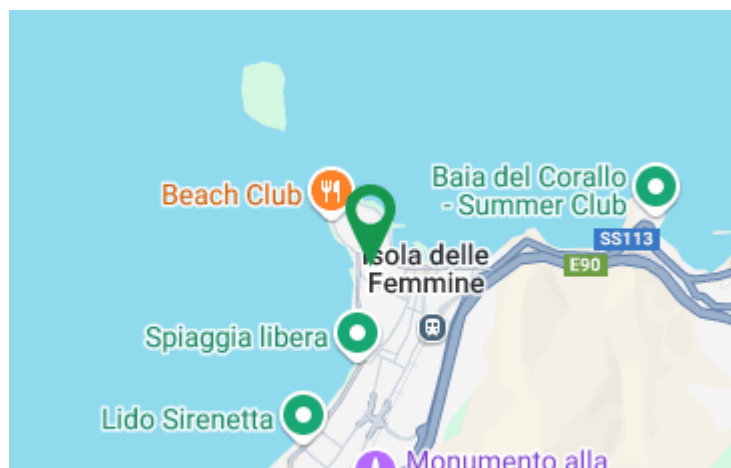 Beach Club
Baia del Corallo
- Summer Club
SS113
Isola delle
Femmine
E90
Spiaggia libera
Lido Sirenetta
Monumento alla